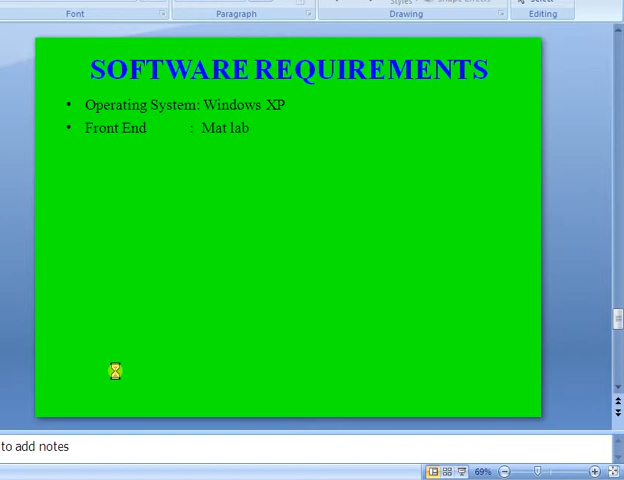 Font
Paragraph
Drawing
Editing
SOFTWARE REQUIREMENTS
• Operating System: Windows XP
• Front End : Mat lab
to add notes
69%